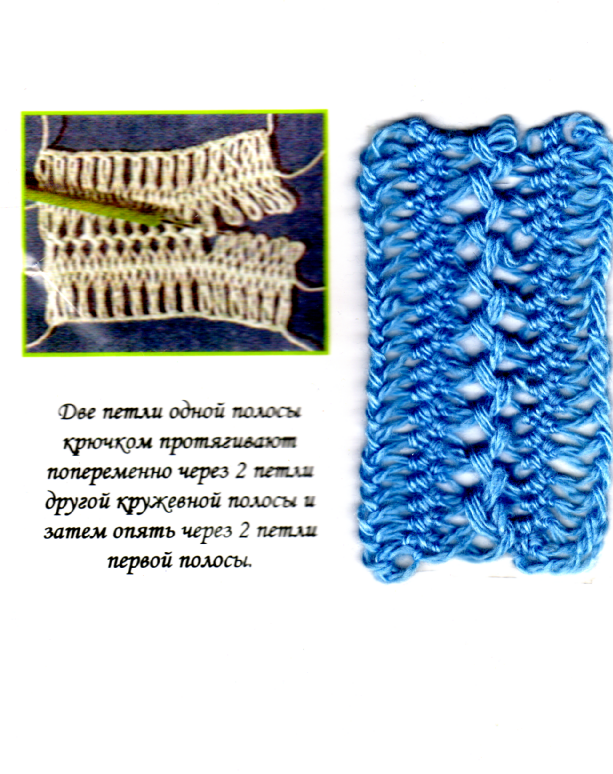 Две петли одной полосы
крючком протягивают
попеременно через 2 петли
другой кружевной полосы и
затем опять через 2 петли
первой полосы.